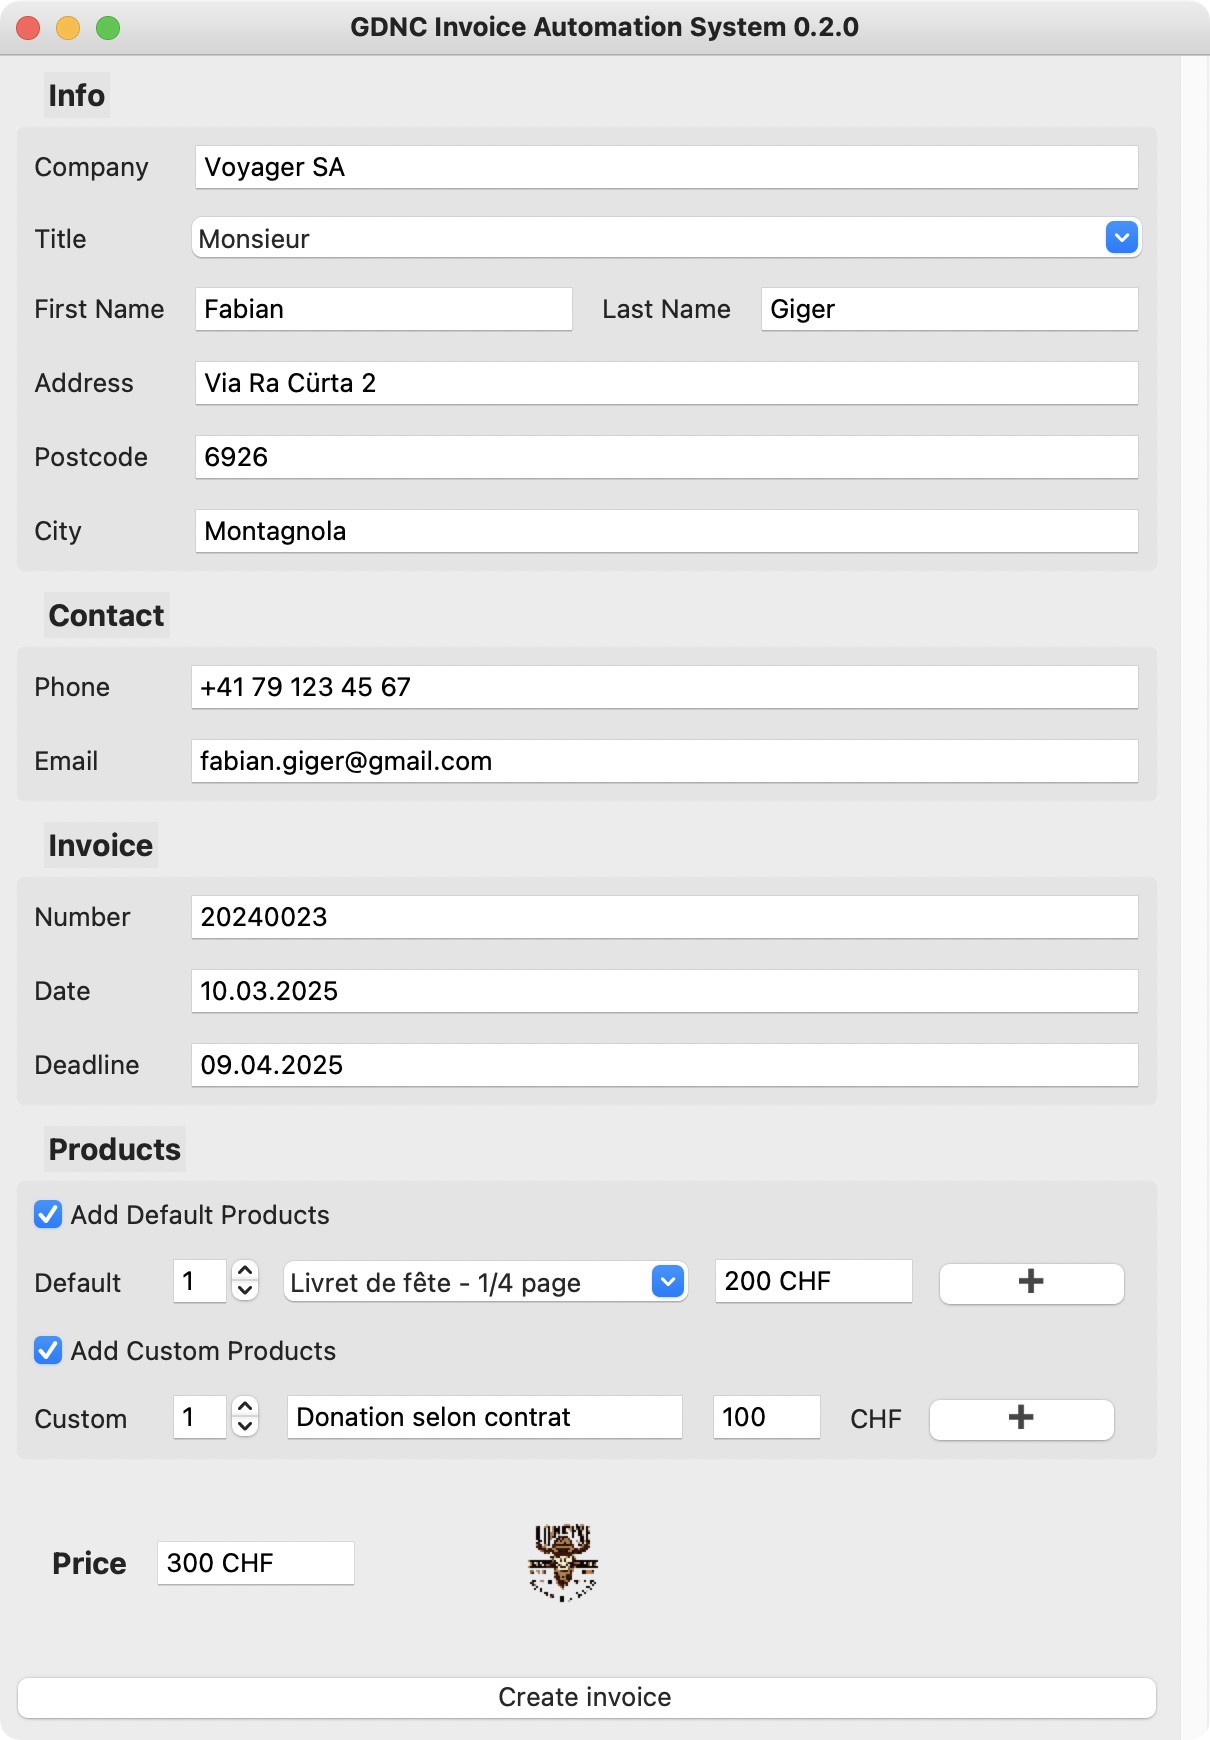 GDNC Invoice Automation System 0.2.0
Info
Company Voyager SA
Title Monsieur
First Name Fabian Last Name Giger
Address Via Ra Cürta 2
Postcode 6926
City Montagnola
Contact
Phone +41 79 123 45 67
Email fabian.giger@gmail.com
Invoice
Number 20240023
Date 10.03.2025
Deadline 09.04.2025
Products
Add Default Products
Default 1 Livret de fête - 1/4 page 200 CHF +
Add Custom Products
Custom 1 Donation selon contrat 100 CHF +
Price 300 CHF
Create invoice